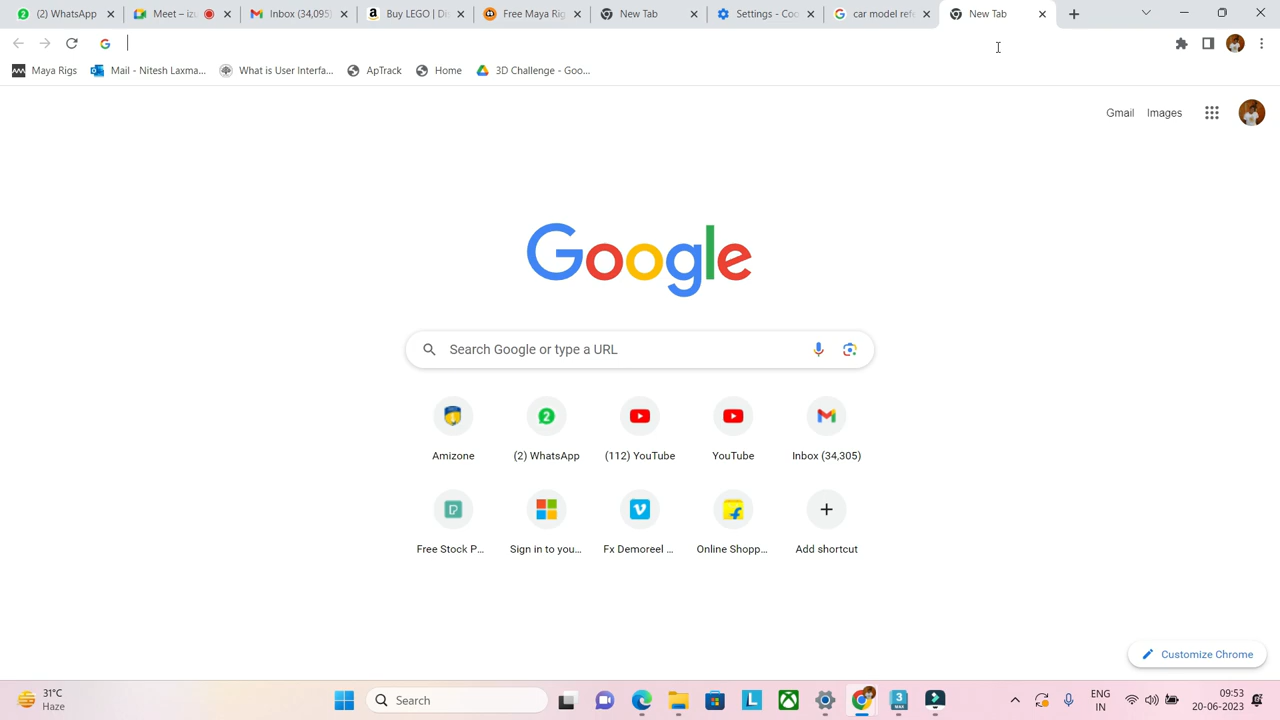 (2) WhatsApp
Meet – iz
Inbox (34,095)
Buy LEGO | Di
Free Maya Rig
New Tab
Settings - Coo
car model refe
New Tab
Maya Rigs
Mail - Nitesh Laxma...
What is User Interfa...
ApTrack
Home
3D Challenge - Goo...
Gmail
Images
Google
Search Google or type a URL
Amizone
(2) WhatsApp
(112) YouTube
YouTube
Inbox (34,305)
Free Stock P...
Sign in to you...
Fx Demoreel ...
Online Shopp...
Add shortcut
Customize Chrome
31°C
Haze
Search
ENG
IN
09:53
20-06-2023